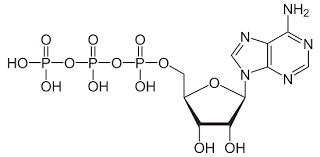 NH₂
O O O N N
HO P O P O P O O N N
OH OH OH
OH OH